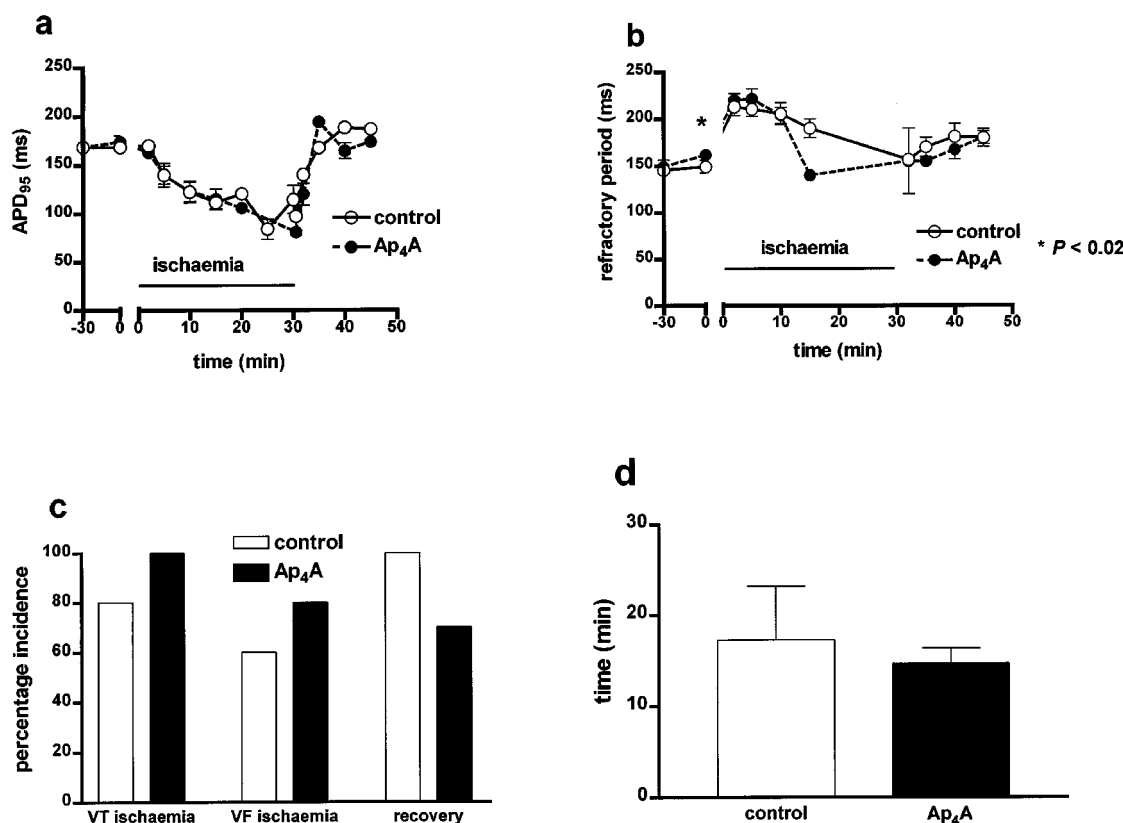 a
250
200
150
100
50
0
APD95 (ms)
control
Ap4A
ischaemia
-30 0 0 10 20 30 40 50
time (min)
b
250
200
150
100
50
0
refractory period (ms)
*
control
Ap4A
* P < 0.02
ischaemia
-30 0 0 10 20 30 40 50
time (min)
c
control
Ap4A
100
80
60
40
20
0
percentage incidence
VT ischaemia VF ischaemia recovery
d
30
20
10
0
time (min)
control Ap4A